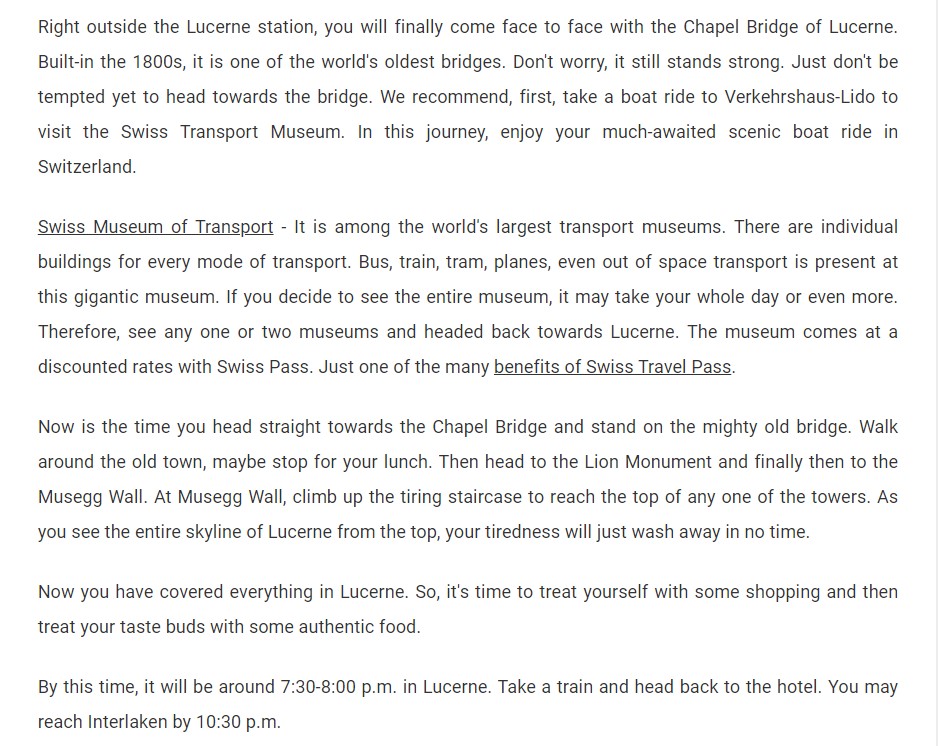 Right outside the Lucerne station, you will finally come face to face with the Chapel Bridge of Lucerne.
Built-in the 1800s, it is one of the world's oldest bridges. Don't worry, it still stands strong. Just don't be
tempted yet to head towards the bridge. We recommend, first, take a boat ride to Verkehrshaus-Lido to
visit the Swiss Transport Museum. In this journey, enjoy your much-awaited scenic boat ride in
Switzerland.
Swiss Museum of Transport - It is among the world's largest transport museums. There are individual
buildings for every mode of transport. Bus, train, tram, planes, even out of space transport is present at
this gigantic museum. If you decide to see the entire museum, it may take your whole day or even more.
Therefore, see any one or two museums and headed back towards Lucerne. The museum comes at a
discounted rates with Swiss Pass. Just one of the many benefits of Swiss Travel Pass.
Now is the time you head straight towards the Chapel Bridge and stand on the mighty old bridge. Walk
around the old town, maybe stop for your lunch. Then head to the Lion Monument and finally then to the
Musegg Wall. At Musegg Wall, climb up the tiring staircase to reach the top of any one of the towers. As
you see the entire skyline of Lucerne from the top, your tiredness will just wash away in no time.
Now you have covered everything in Lucerne. So, it's time to treat yourself with some shopping and then
treat your taste buds with some authentic food.
By this time, it will be around 7:30-8:00 p.m. in Lucerne. Take a train and head back to the hotel. You may
reach Interlaken by 10:30 p.m.